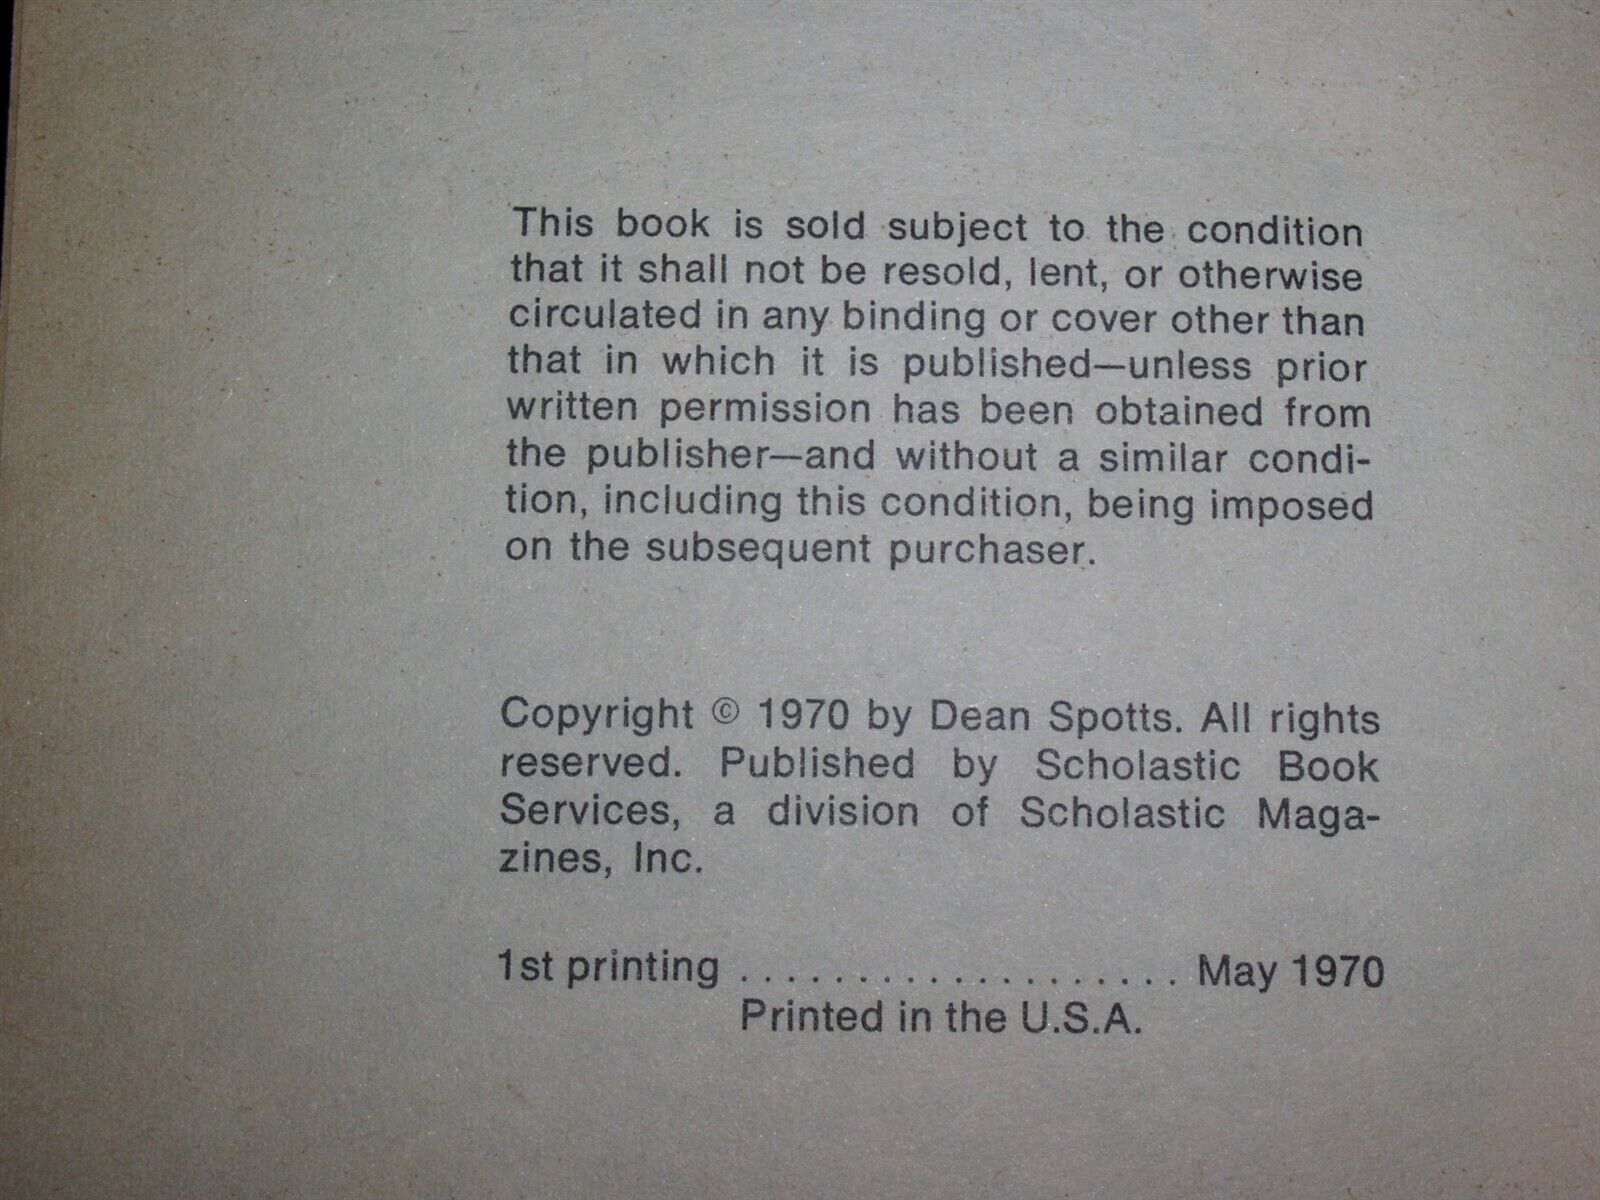 This book is sold subject to the condition
that it shall not be resold, lent, or otherwise
circulated in any binding or cover other than
that in which it is published—unless prior
written permission has been obtained from
the publisher—and without a similar condi-
tion, including this condition, being imposed
on the subsequent purchaser.
Copyright © 1970 by Dean Spotts. All rights
reserved. Published by Scholastic Book
Services, a division of Scholastic Maga-
zines, Inc.
1st printing . . . . . . . . . . . . . . . . . . . May 1970
Printed in the U.S.A.